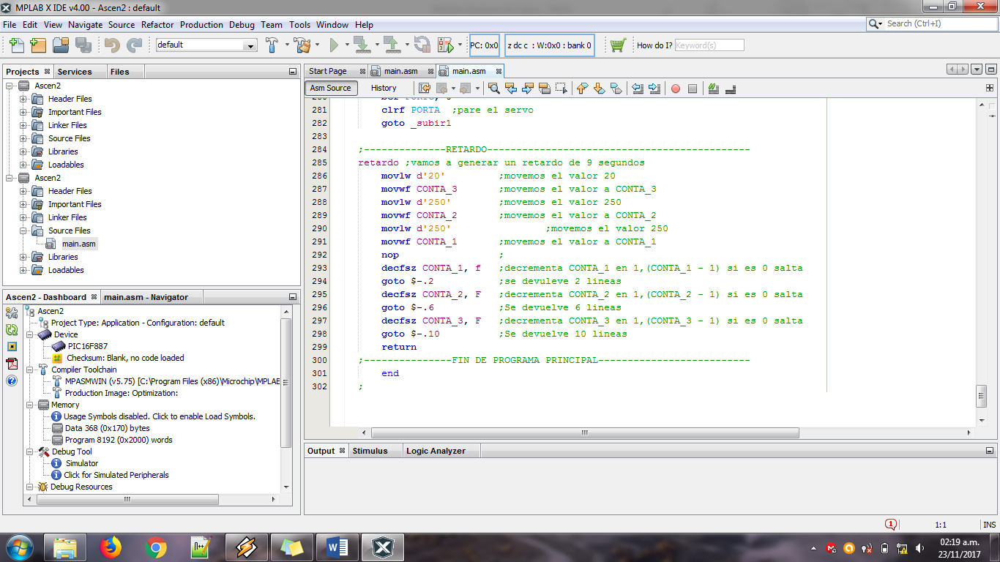 MPLAB X IDE v4.00 - Ascen2 : default
File Edit View Navigate Source Refactor Production Debug Team Tools Window Help
Search (Ctrl+I)
default
PC: 0x0
z dc c : W:0x0 : bank 0
How do I? Keyword(s)
Projects Services Files
Ascen2
Header Files
Important Files
Linker Files
Source Files
Libraries
Loadables
Ascen2
Header Files
Important Files
Linker Files
Source Files
main.asm
Libraries
Loadables
Ascen2 - Dashboard main.asm - Navigator
Ascen2
Project Type: Application - Configuration: default
Device
PIC16F887
Checksum: Blank, no code loaded
Compiler Toolchain
MPASMWIN (v5.75) [C:\Program Files (x86)\Microchip\MPLAB
Production Image: Optimization:
Memory
Usage Symbols disabled. Click to enable Load Symbols.
Data 368 (0x170) bytes
Program 8192 (0x2000) words
Debug Tool
Simulator
Click for Simulated Peripherals
Debug Resources
Start Page main.asm main.asm
Asm Source History
281 clrf PORTA ;pare el servo
282 goto _subir1
283
284 ;--------------RETARDO---------------------------------------------
285 retardo ;vamos a generar un retardo de 9 segundos
286 movlw d'20' ;movemos el valor 20
287 movwf CONTA_3 ;movemos el valor a CONTA_3
288 movlw d'250' ;movemos el valor 250
289 movwf CONTA_2 ;movemos el valor a CONTA_2
290 movlw d'250' ;movemos el valor 250
291 movwf CONTA_1 ;movemos el valor a CONTA_1
292 nop ;
293 decfsz CONTA_1, f ;decrementa CONTA_1 en 1,(CONTA_1 - 1) si es 0 salta
294 goto $-.2 ;se devuleve 2 lineas
295 decfsz CONTA_2, F ;decrementa CONTA_2 en 1,(CONTA_2 - 1) si es 0 salta
296 goto $-.6 ;Se devuelve 6 lineas
297 decfsz CONTA_3, F ;decrementa CONTA_3 en 1,(CONTA_3 - 1) si es 0 salta
298 goto $-.10 ;Se devuelve 10 lineas
299 return
300 ;---------------FIN DE PROGRAMA PRINCIPAL--------------------------
301 end
302 ;
Output Stimulus Logic Analyzer
1 1:1 INS
02:19 a.m.
23/11/2017